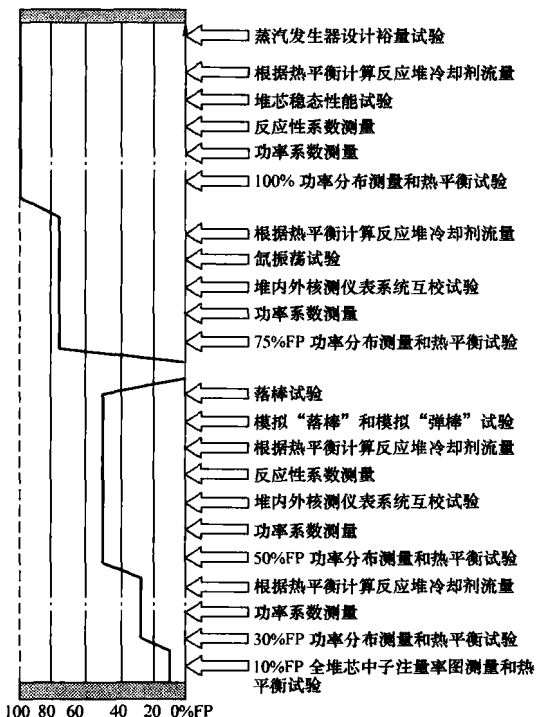 蒸汽发生器设计裕量试验
根据热平衡计算反应堆冷却剂流量
堆芯稳态性能试验
反应性系数测量
功率系数测量
100% 功率分布测量和热平衡试验
根据热平衡计算反应堆冷却剂流量
氙振荡试验
堆内外核测仪表系统互校试验
功率系数测量
75%FP 功率分布测量和热平衡试验
落棒试验
模拟“落棒”和模拟“弹棒”试验
根据热平衡计算反应堆冷却剂流量
反应性系数测量
堆内外核测仪表系统互校试验
功率系数测量
50%FP 功率分布测量和热平衡试验
根据热平衡计算反应堆冷却剂流量
功率系数测量
30%FP 功率分布测量和热平衡试验
10%FP 全堆芯中子注量率图测量和热
平衡试验
100 80 60 40 20 0%FP